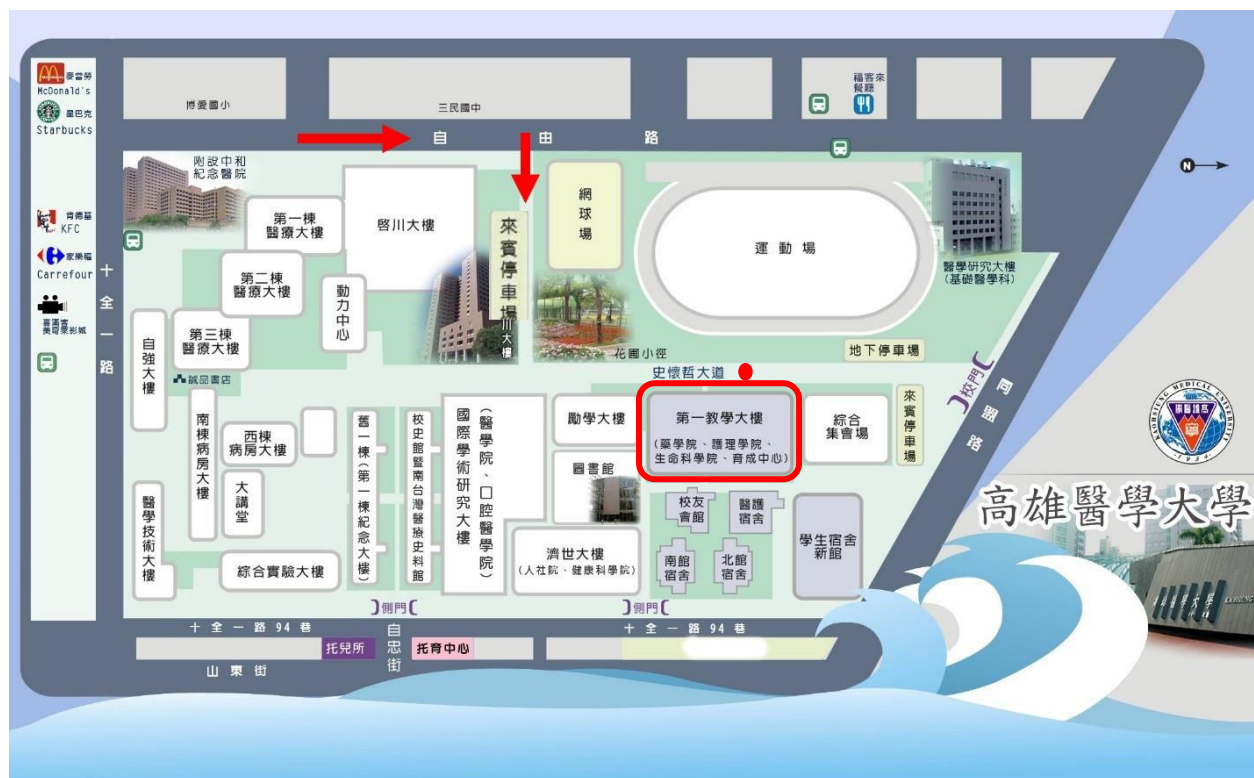 麥當勞
McDonald's
星巴克
Starbucks
肯德基
KFC
家樂福
Carrefour
喜滿客
十全一路
博愛國小
三民國中
福客來
餐廳
自由路
N
附設中和
紀念醫院
第一棟
醫療大樓
啓川大樓
來賓停車場
川大樓
網球場
運動場
醫學研究大樓
(基礎醫學科)
第二棟
醫療大樓
動力中心
第三棟
醫療大樓
自強大樓
誠品書店
花圃小徑
地下停車場
史懷哲大道
校門
同盟路
南棟病房大樓
西棟
病房大樓
大講堂
舊一棟(第一棟紀念大樓)
校史館暨南台灣醫療史料館
國際學術研究大樓
(醫學院、口腔醫學院)
勵學大樓
第一教學大樓
(藥學院、護理學院、
生命科學院、育成中心)
綜合
集會場
來賓停車場
圖書館
校友
會館
醫護
宿舍
南館
宿舍
北館
宿舍
學生宿舍
新館
醫學技術大樓
綜合實驗大樓
濟世大樓
(人社院、健康科學院)
側門
側門
十全一路94巷
十全一路94巷
自忠街
托兒所
托育中心
山東街
KAOHSIUNG MEDICAL UNIVERSITY
1954
高雄醫學大學